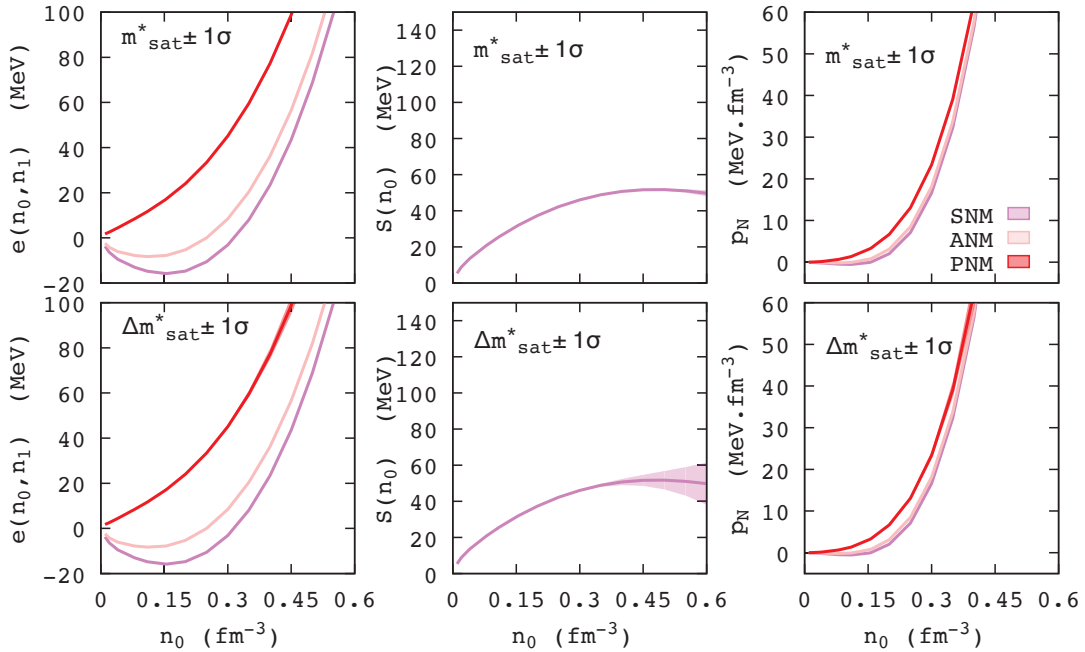 e(n₀,n₁) (MeV)
100
80
60
40
20
0
−20
m*sat ± 1σ
S(n₀) (MeV)
140
120
100
80
60
40
20
0
m*sat ± 1σ
p_N (MeV.fm⁻³)
60
50
40
30
20
10
0
m*sat ± 1σ
SNM
ANM
PNM
e(n₀,n₁) (MeV)
100
80
60
40
20
0
−20
Δm*sat ± 1σ
0 0.15 0.3 0.45 0.6
n₀ (fm⁻³)
S(n₀) (MeV)
140
120
100
80
60
40
20
0
Δm*sat ± 1σ
0 0.15 0.3 0.45 0.6
n₀ (fm⁻³)
p_N (MeV.fm⁻³)
60
50
40
30
20
10
0
Δm*sat ± 1σ
0 0.15 0.3 0.45 0.6
n₀ (fm⁻³)